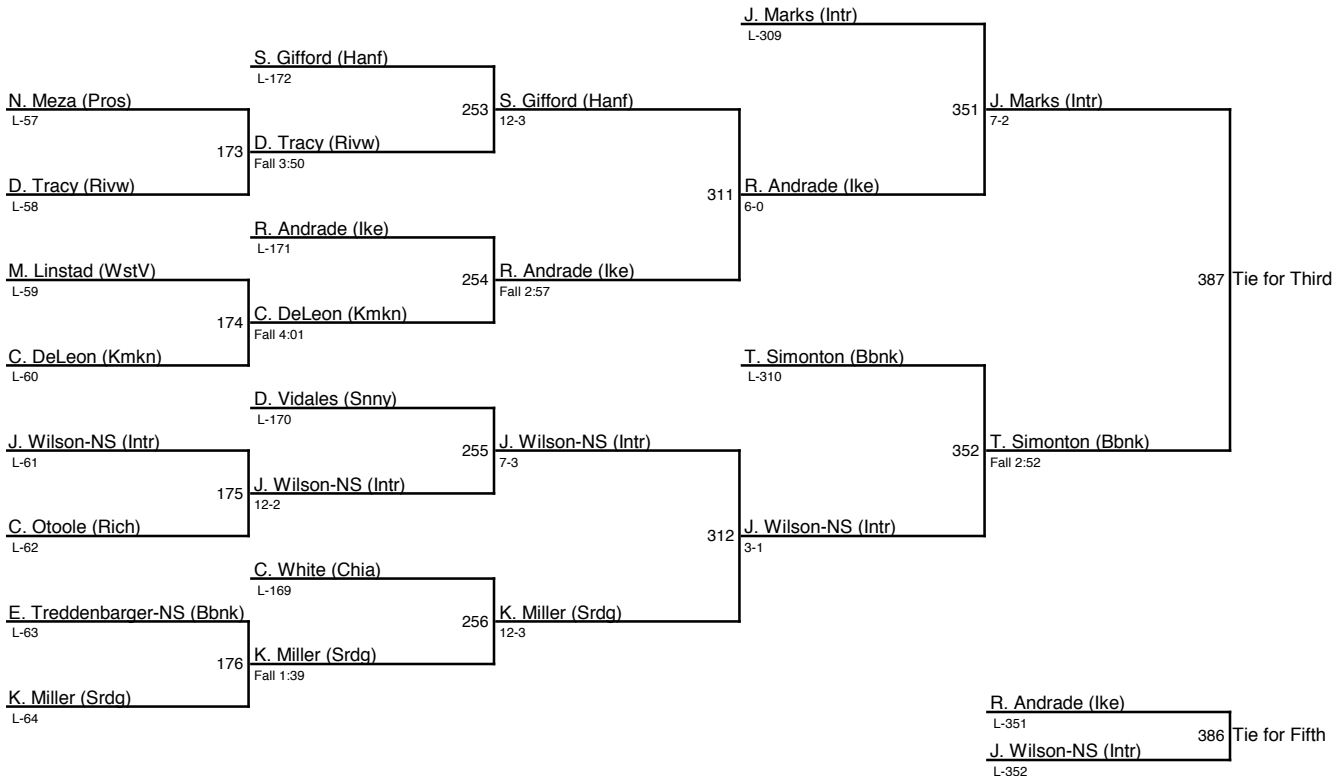 J. Marks (Intr)
L-309
S. Gifford (Hanf)
L-172
N. Meza (Pros)
L-57
253
S. Gifford (Hanf)
12-3
351
J. Marks (Intr)
7-2
173
D. Tracy (Rivw)
Fall 3:50
D. Tracy (Rivw)
L-58
311
R. Andrade (Ike)
6-0
R. Andrade (Ike)
L-171
M. Linstad (WstV)
L-59
254
R. Andrade (Ike)
Fall 2:57
387
Tie for Third
174
C. DeLeon (Kmkn)
Fall 4:01
C. DeLeon (Kmkn)
L-60
T. Simonton (Bbnk)
L-310
D. Vidales (Snny)
L-170
J. Wilson-NS (Intr)
L-61
255
J. Wilson-NS (Intr)
7-3
352
T. Simonton (Bbnk)
Fall 2:52
175
J. Wilson-NS (Intr)
12-2
C. Otoole (Rich)
L-62
312
J. Wilson-NS (Intr)
3-1
C. White (Chia)
L-169
E. Treddenbarger-NS (Bbnk)
L-63
256
K. Miller (Srdg)
12-3
176
K. Miller (Srdg)
Fall 1:39
K. Miller (Srdg)
L-64
R. Andrade (Ike)
L-351
386
Tie for Fifth
J. Wilson-NS (Intr)
L-352